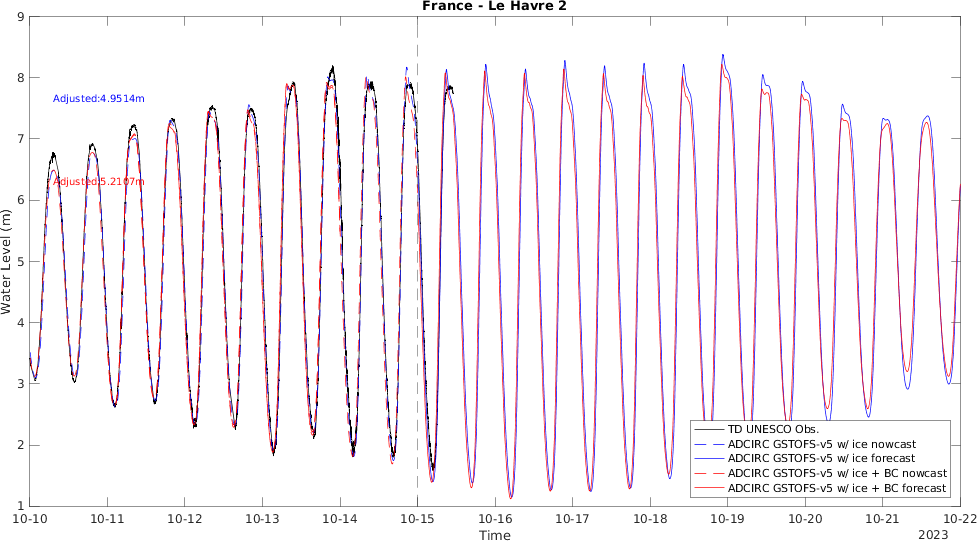 France - Le Havre 2
9
8
7
6
5
4
3
2
1
Water Level (m)
Adjusted:4.9514m
Adjusted:5.2107m
TD UNESCO Obs.
ADCIRC GSTOFS-v5 w/ ice nowcast
ADCIRC GSTOFS-v5 w/ ice forecast
ADCIRC GSTOFS-v5 w/ ice + BC nowcast
ADCIRC GSTOFS-v5 w/ ice + BC forecast
10-10 10-11 10-12 10-13 10-14 10-15 10-16 10-17 10-18 10-19 10-20 10-21 10-22
Time
2023